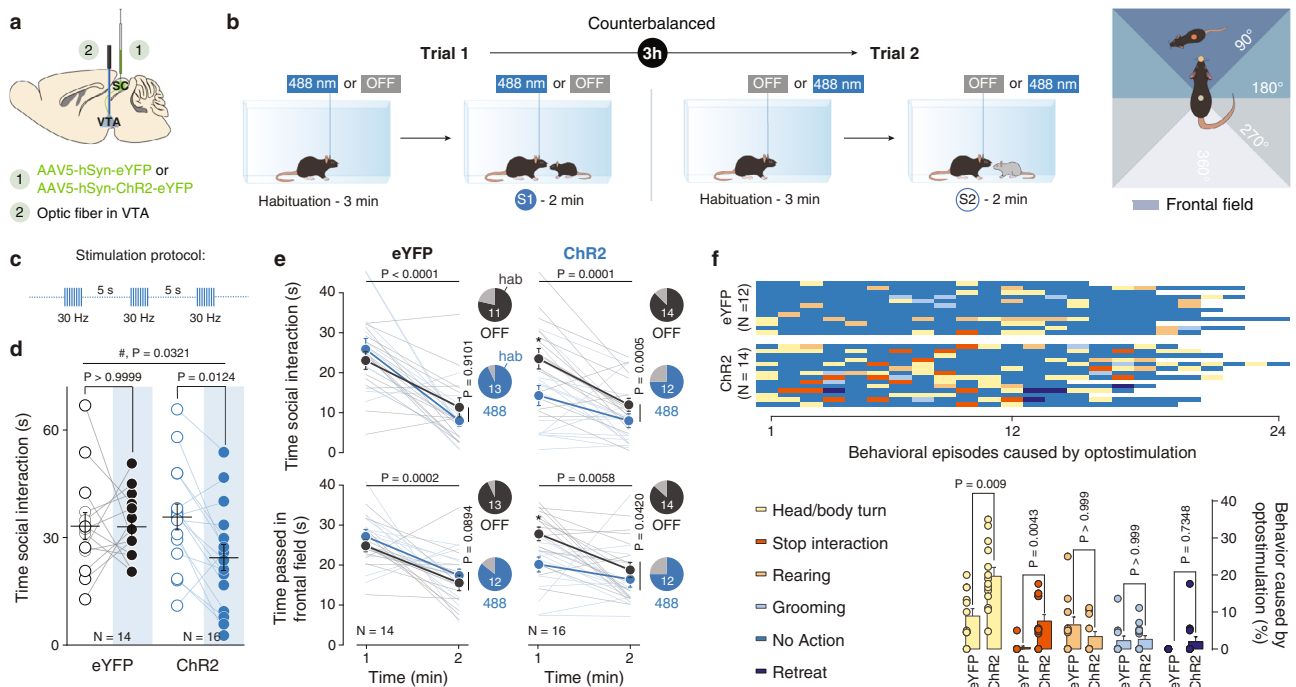 a
2
1
SC
VTA
1
AAV5-hSyn-eYFP or
AAV5-hSyn-ChR2-eYFP
2
Optic fiber in VTA
b
Counterbalanced
Trial 1
3h
Trial 2
488 nm or OFF
488 nm or OFF
OFF or 488 nm
OFF or 488 nm
Habituation - 3 min
S1 - 2 min
Habituation - 3 min
S2 - 2 min
90°
180°
270°
360°
Frontal field
c
Stimulation protocol:
5 s
5 s
30 Hz
30 Hz
30 Hz
d
#, P = 0.0321
P > 0.9999
P = 0.0124
Time social interaction (s)
60
30
0
N = 14
N = 16
eYFP
ChR2
e
eYFP
ChR2
Time social interaction (s)
40
30
20
10
0
P < 0.0001
P = 0.9101
hab
11
OFF
hab
13
488
P = 0.0001
*
P = 0.0005
14
OFF
12
488
Time passed in
frontal field (s)
40
30
20
10
0
P = 0.0002
P = 0.0894
13
OFF
12
488
N = 14
P = 0.0058
*
P = 0.0420
14
OFF
12
488
N = 16
1
2
1
2
Time (min)
Time (min)
f
eYFP
(N =12)
ChR2
(N = 14)
1
12
24
Behavioral episodes caused by optostimulation
Head/body turn
Stop interaction
Rearing
Grooming
No Action
Retreat
P = 0.009
P = 0.0043
P > 0.999
P > 0.999
P = 0.7348
40
20
0
Behavior caused by
optostimulation
(%)
eYFP
ChR2
eYFP
ChR2
eYFP
ChR2
eYFP
ChR2
eYFP
ChR2